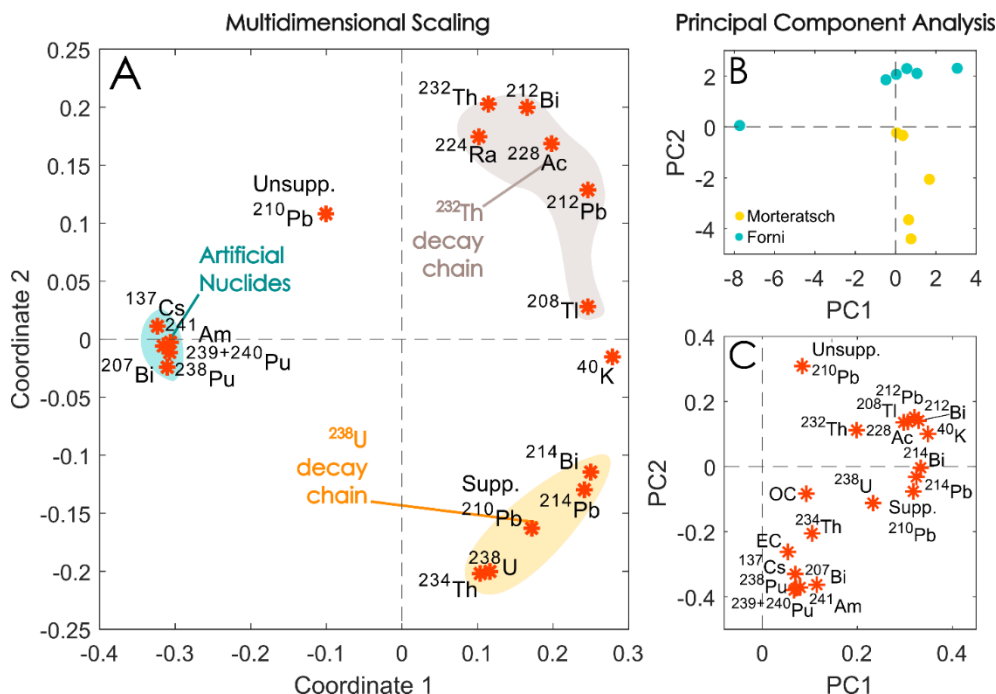 Multidimensional Scaling
A
0.25
0.2
0.15
0.1
0.05
0
-0.05
-0.1
-0.15
-0.2
-0.25
Coordinate 2
-0.4
-0.3
-0.2
-0.1
0
0.1
0.2
0.3
Coordinate 1
²³²Th
²¹²Bi
²²⁴Ra
²²⁸Ac
²¹²Pb
²³²Th
decay
chain
²⁰⁸Tl
Unsupp.
²¹⁰Pb
Artificial
Nuclides
¹³⁷Cs
²⁴¹Am
²³⁹⁺²⁴⁰Pu
²⁰⁷Bi
²³⁸Pu
⁴⁰K
²³⁸U
decay
chain
²¹⁴Bi
Supp.
²¹⁰Pb
²¹⁴Pb
²³⁸U
²³⁴Th
Principal Component Analysis
B
2
0
-2
-4
PC2
Morteratsch
Forni
-8
-6
-4
-2
0
2
4
PC1
C
0.4
0.2
0
-0.2
-0.4
PC2
Unsupp.
²¹⁰Pb
²¹²Pb
²⁰⁸Tl
²¹²Bi
²³²Th
²²⁸Ac
⁴⁰K
²¹⁴Bi
²³⁸U
²¹⁴Pb
OC
Supp.
²¹⁰Pb
²³⁴Th
EC
¹³⁷Cs
²⁰⁷Bi
²³⁸Pu
²⁴¹Am
²³⁹⁺²⁴⁰Pu
0
0.2
0.4
PC1